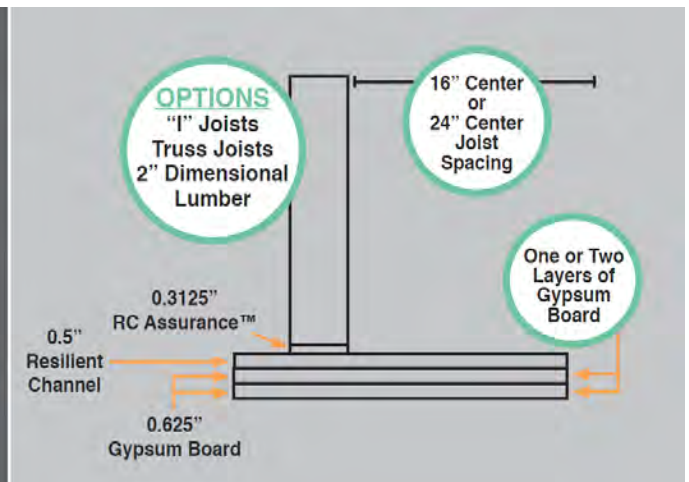 OPTIONS
“I” Joists
Truss Joists
2” Dimensional
Lumber
16” Center
or
24” Center
Joist
Spacing
One or Two
Layers of
Gypsum
Board
0.3125”
RC Assurance™
0.5”
Resilient
Channel
0.625”
Gypsum Board